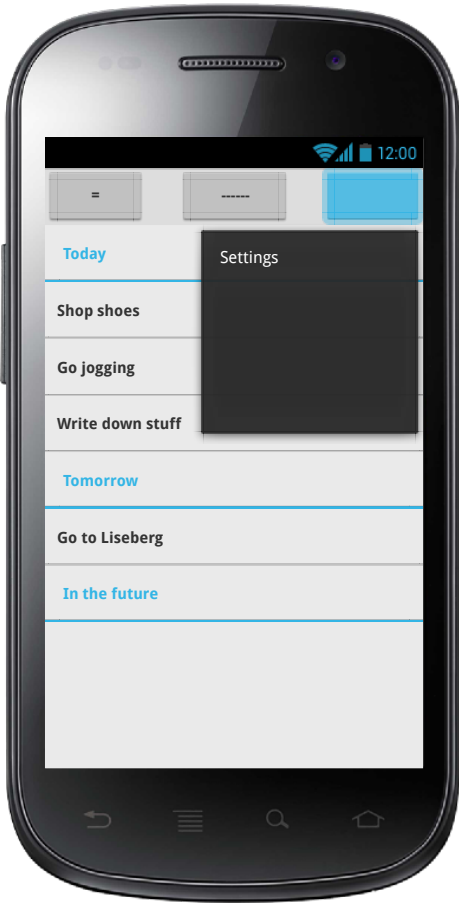 12:00
=
------
Today
Settings
Shop shoes
Go jogging
Write down stuff
Tomorrow
Go to Liseberg
In the future